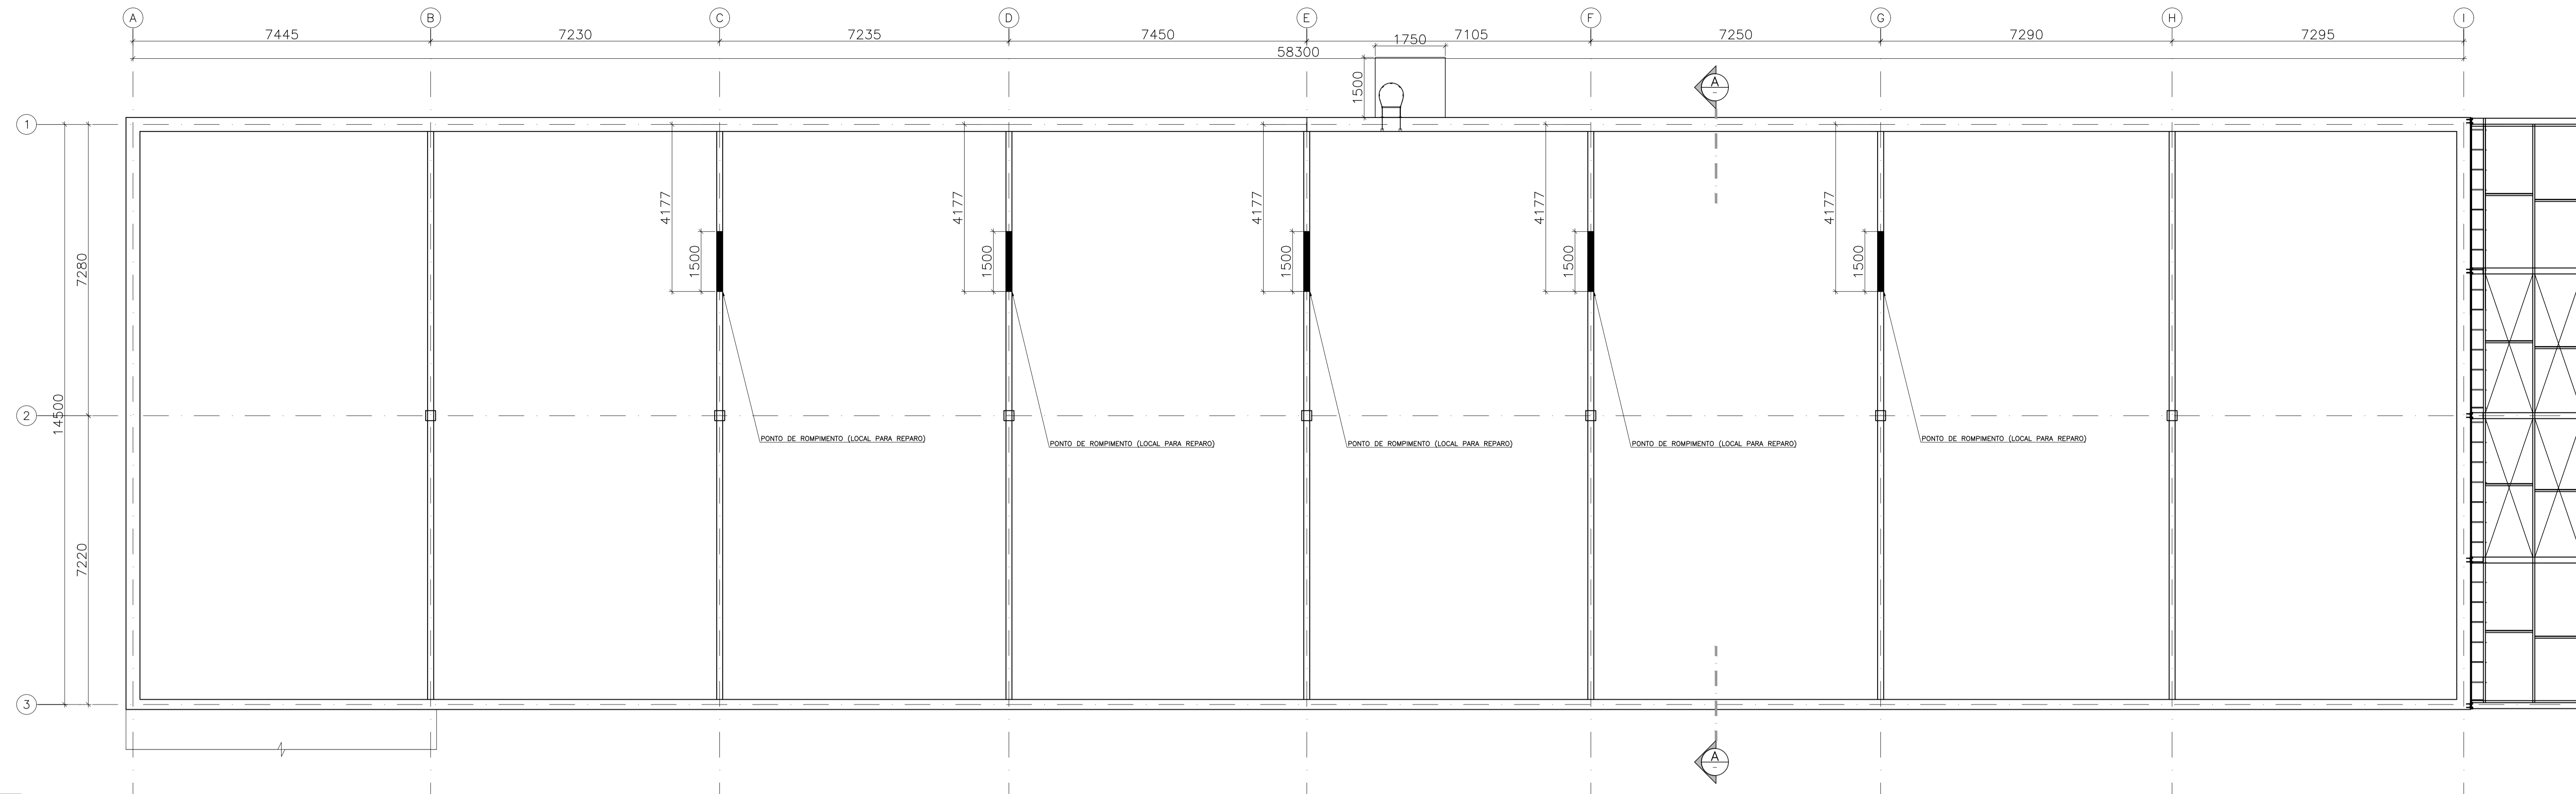 A B C D E F G H I
7445 7230 7235 7450 7105 7250 7290 7295
1750
58300
1500
A
-
1
4177 4177 4177 4177 4177
1500 1500 1500 1500 1500
7280
14500
2
PONTO DE ROMPIMENTO (LOCAL PARA REPARO)
PONTO DE ROMPIMENTO (LOCAL PARA REPARO)
PONTO DE ROMPIMENTO (LOCAL PARA REPARO)
PONTO DE ROMPIMENTO (LOCAL PARA REPARO)
PONTO DE ROMPIMENTO (LOCAL PARA REPARO)
7220
3
A
-